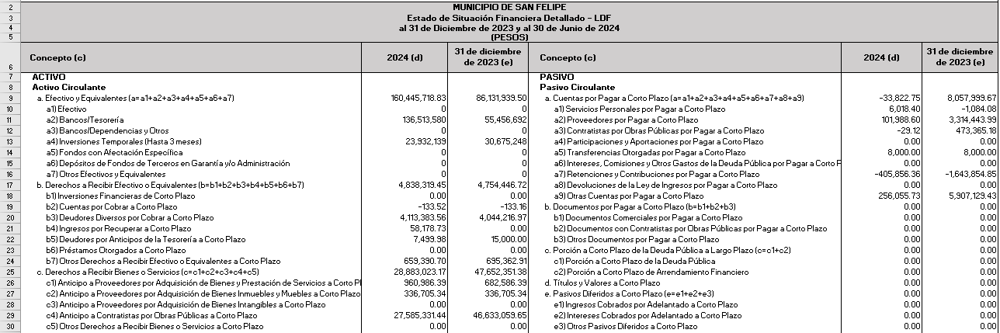 2 MUNICIPIO DE SAN FELIPE
3 Estado de Situación Financiera Detallado - LDF
4 al 31 de Diciembre de 2023 y al 30 de Junio de 2024
5 (PESOS)
6 Concepto (c) 2024 (d) 31 de diciembre de 2023 (e) Concepto (c) 2024 (d) 31 de diciembre de 2023 (e)
7 ACTIVO PASIVO
8 Activo Circulante Pasivo Circulante
9 a. Efectivo y Equivalentes (a=a1+a2+a3+a4+a5+a6+a7) 160,445,718.83 86,131,939.50 a. Cuentas por Pagar a Corto Plazo (a=a1+a2+a3+a4+a5+a6+a7+a8+a9) -33,822.75 8,057,999.67
10 a1) Efectivo 0 0 a1) Servicios Personales por Pagar a Corto Plazo 6,018.40 -1,084.08
11 a2) Bancos/Tesorería 136,513,580 55,456,692 a2) Proveedores por Pagar a Corto Plazo 101,988.60 3,314,443.99
12 a3) Bancos/Dependencias y Otros 0 0 a3) Contratistas por Obras Públicas por Pagar a Corto Plazo -29.12 473,365.18
13 a4) Inversiones Temporales (Hasta 3 meses) 23,932,139 30,675,248 a4) Participaciones y Aportaciones por Pagar a Corto Plazo 0.00 0.00
14 a5) Fondos con Afectación Específica 0 0 a5) Transferencias Otorgadas por Pagar a Corto Plazo 8,000.00 8,000.00
15 a6) Depósitos de Fondos de Terceros en Garantía y/o Administración 0 0 a6) Intereses, Comisiones y Otros Gastos de la Deuda Pública por Pagar a Corto P 0.00 0.00
16 a7) Otros Efectivos y Equivalentes 0 0 a7) Retenciones y Contribuciones por Pagar a Corto Plazo -405,856.36 -1,643,854.85
17 b. Derechos a Recibir Efectivo o Equivalentes (b=b1+b2+b3+b4+b5+b6+b7) 4,838,319.45 4,754,446.72 a8) Devoluciones de la Ley de Ingresos por Pagar a Corto Plazo 0.00 0.00
18 b1) Inversiones Financieras de Corto Plazo 0.00 0.00 a9) Otras Cuentas por Pagar a Corto Plazo 256,055.73 5,907,129.43
19 b2) Cuentas por Cobrar a Corto Plazo -133.52 -133.16 b. Documentos por Pagar a Corto Plazo (b=b1+b2+b3) 0.00 0.00
20 b3) Deudores Diversos por Cobrar a Corto Plazo 4,113,383.56 4,044,216.97 b1) Documentos Comerciales por Pagar a Corto Plazo 0.00 0.00
21 b4) Ingresos por Recuperar a Corto Plazo 58,178.73 0.00 b2) Documentos con Contratistas por Obras Públicas por Pagar a Corto Plazo 0.00 0.00
22 b5) Deudores por Anticipos de la Tesorería a Corto Plazo 7,499.98 15,000.00 b3) Otros Documentos por Pagar a Corto Plazo 0.00 0.00
23 b6) Préstamos Otorgados a Corto Plazo 0.00 0.00 c. Porción a Corto Plazo de la Deuda Pública a Largo Plazo (c=c1+c2) 0.00 0.00
24 b7) Otros Derechos a Recibir Efectivo o Equivalentes a Corto Plazo 659,390.70 695,362.91 c1) Porción a Corto Plazo de la Deuda Pública 0.00 0.00
25 c. Derechos a Recibir Bienes o Servicios (c=c1+c2+c3+c4+c5) 28,883,023.17 47,652,351.38 c2) Porción a Corto Plazo de Arrendamiento Financiero 0.00 0.00
26 c1) Anticipo a Proveedores por Adquisición de Bienes y Prestación de Servicios a Corto Pl 960,986.39 682,586.39 d. Títulos y Valores a Corto Plazo 0.00 0.00
27 c2) Anticipo a Proveedores por Adquisición de Bienes Inmuebles y Muebles a Corto Plazo 336,705.34 336,705.34 e. Pasivos Diferidos a Corto Plazo (e=e1+e2+e3) 0.00 0.00
28 c3) Anticipo a Proveedores por Adquisición de Bienes Intangibles a Corto Plazo 0.00 0.00 e1) Ingresos Cobrados por Adelantado a Corto Plazo 0.00 0.00
29 c4) Anticipo a Contratistas por Obras Públicas a Corto Plazo 27,585,331.44 46,633,059.65 e2) Intereses Cobrados por Adelantado a Corto Plazo 0.00 0.00
30 c5) Otros Derechos a Recibir Bienes o Servicios a Corto Plazo 0.00 0.00 e3) Otros Pasivos Diferidos a Corto Plazo 0.00 0.00